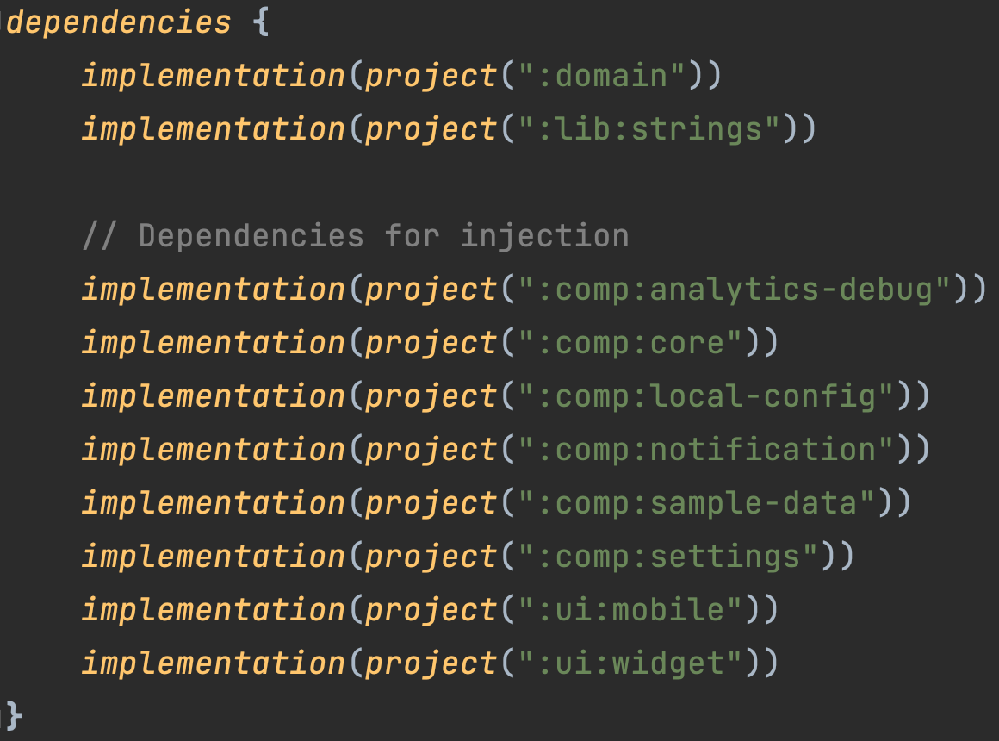 dependencies {
    implementation(project(":domain"))
    implementation(project(":lib:strings"))

    // Dependencies for injection
    implementation(project(":comp:analytics-debug"))
    implementation(project(":comp:core"))
    implementation(project(":comp:local-config"))
    implementation(project(":comp:notification"))
    implementation(project(":comp:sample-data"))
    implementation(project(":comp:settings"))
    implementation(project(":ui:mobile"))
    implementation(project(":ui:widget"))
}